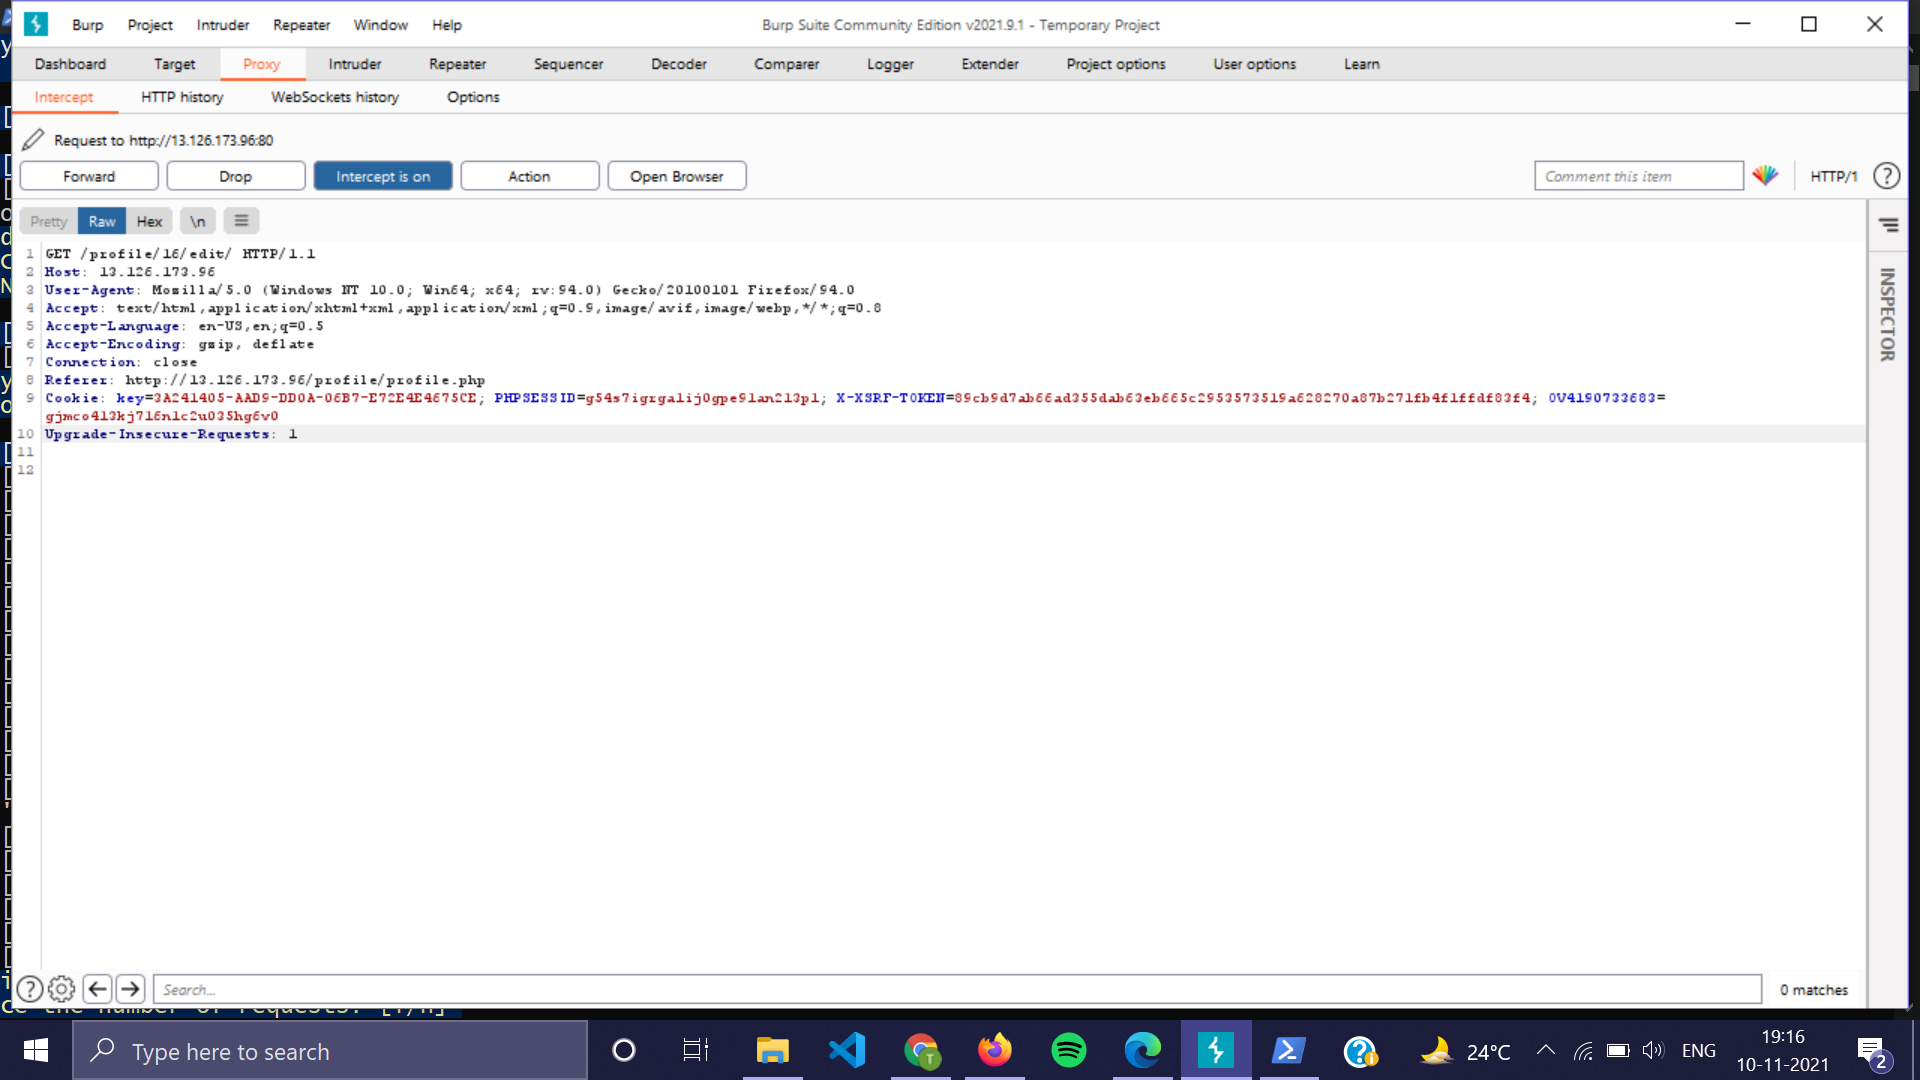 Burp Project Intruder Repeater Window Help
Burp Suite Community Edition v2021.9.1 - Temporary Project
Dashboard Target Proxy Intruder Repeater Sequencer Decoder Comparer Logger Extender Project options User options Learn
Intercept HTTP history WebSockets history Options
Request to http://13.126.173.96:80
Forward Drop Intercept is on Action Open Browser Comment this item HTTP/1 ?
Pretty Raw Hex \n
INSPECTOR
1 GET /profile/16/edit/ HTTP/1.1
2 Host: 13.126.173.96
3 User-Agent: Mozilla/5.0 (Windows NT 10.0; Win64; x64; rv:94.0) Gecko/20100101 Firefox/94.0
4 Accept: text/html,application/xhtml+xml,application/xml;q=0.9,image/avif,image/webp,*/*;q=0.8
5 Accept-Language: en-US,en;q=0.5
6 Accept-Encoding: gzip, deflate
7 Connection: close
8 Referer: http://13.126.173.96/profile/profile.php
9 Cookie: key=3A241405-AAD9-DD0A-06B7-E72E4E4675CE; PHPSESSID=g54s7igrga1ij0gpe91an213p1; X-XSRF-TOKEN=89cb9d7ab66ad355dab63eb665c2953573519a628270a87b271fb4f1ffdf83f4; 0V4190733683=
gjmco413kj716n1c2u035hg6v0
10 Upgrade-Insecure-Requests: 1
11
12
? Search... 0 matches
Type here to search
24°C ENG 19:16
10-11-2021
2